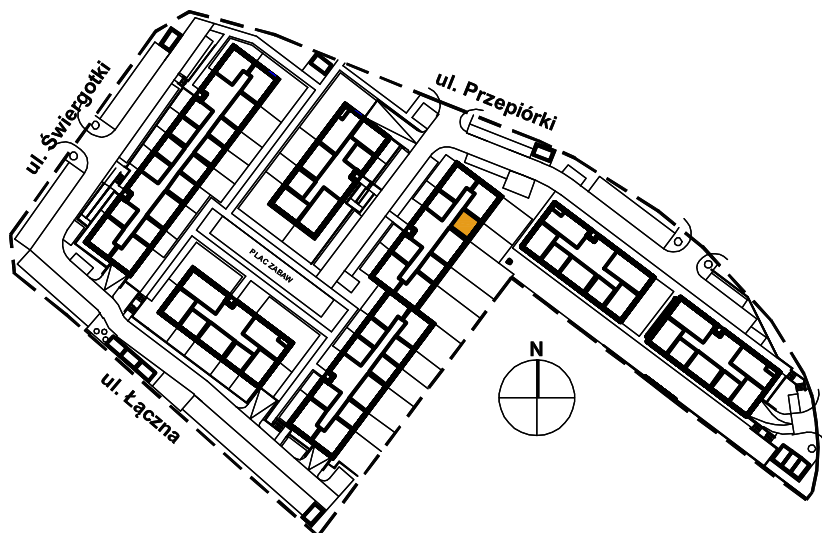 ul. Świergotki
ul. Przepiórki
PLAC ZABAW
N
ul. Łączna